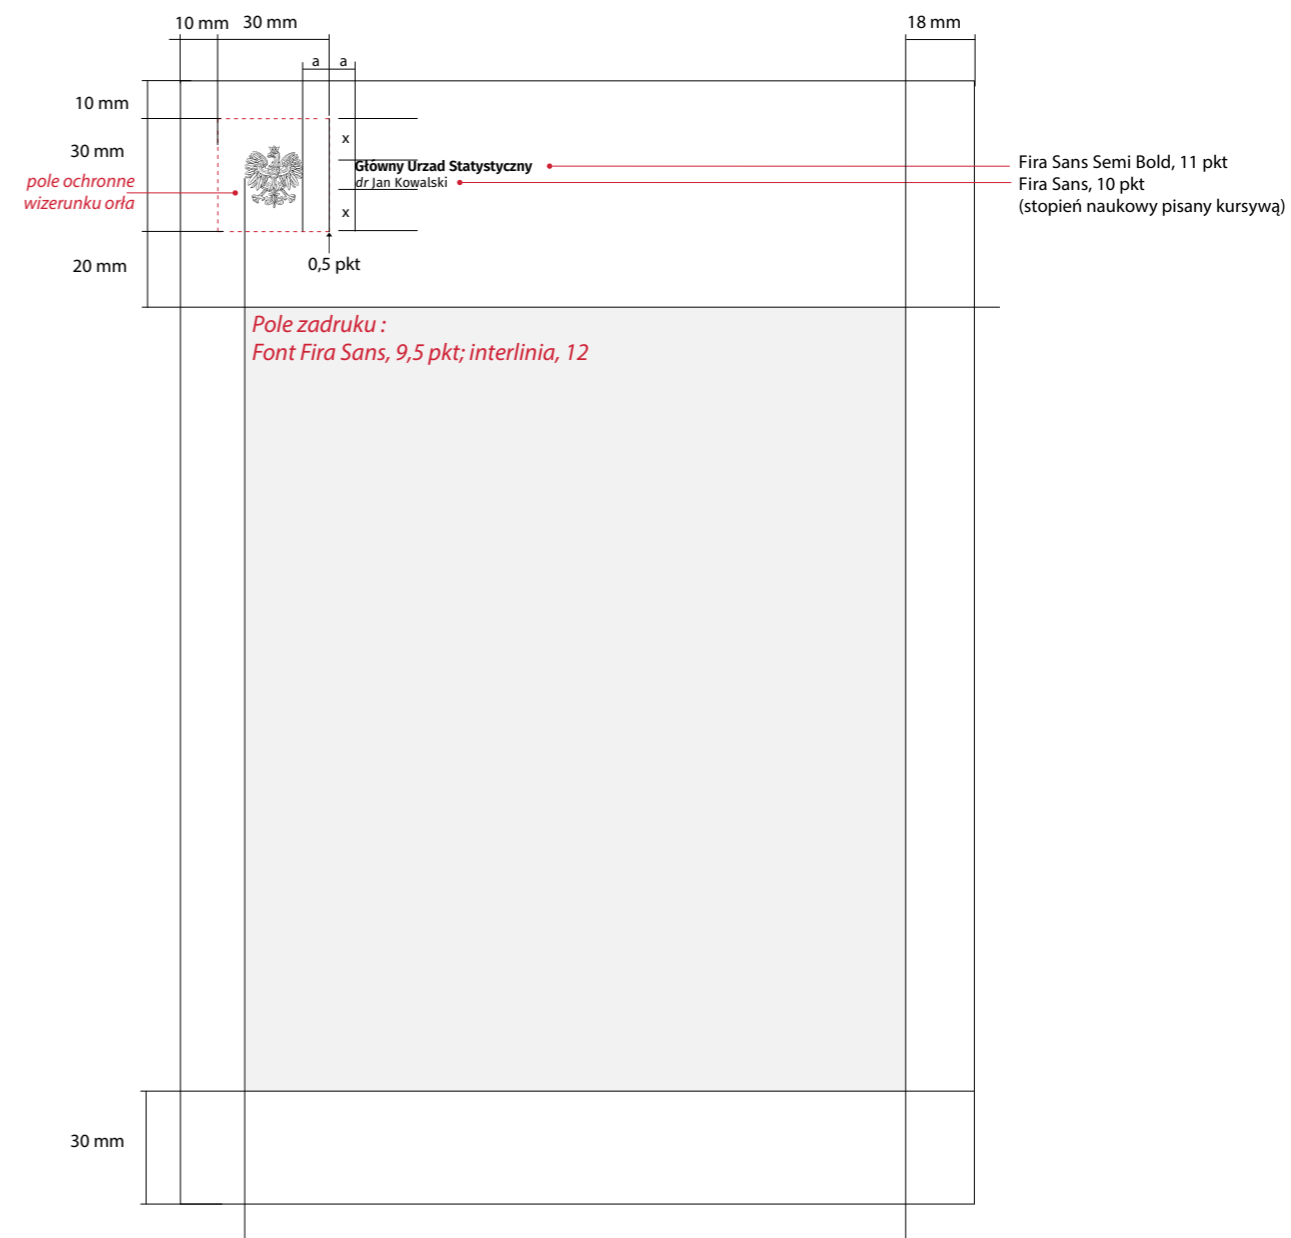 10 mm 30 mm 18 mm
a a
10 mm
x
30 mm
pole ochronne
wizerunku orła
Główny Urzad Statystyczny
dr Jan Kowalski
Fira Sans Semi Bold, 11 pkt
Fira Sans, 10 pkt
(stopień naukowy pisany kursywą)
x
20 mm
0,5 pkt
Pole zadruku :
Font Fira Sans, 9,5 pkt; interlinia, 12
30 mm